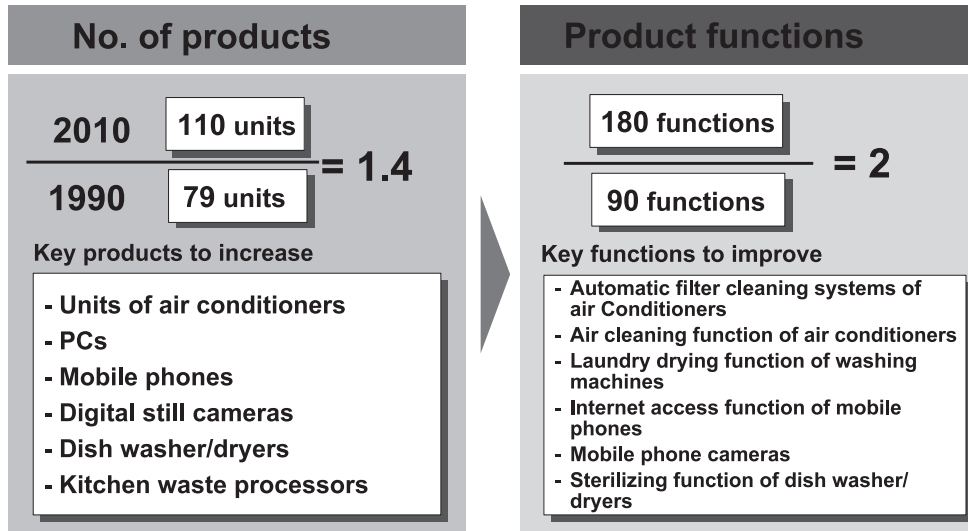 No. of products
2010 110 units
1990 79 units
= 1.4
Key products to increase
- Units of air conditioners
- PCs
- Mobile phones
- Digital still cameras
- Dish washer/dryers
- Kitchen waste processors
Product functions
180 functions
90 functions
= 2
Key functions to improve
- Automatic filter cleaning systems of
air Conditioners
- Air cleaning function of air conditioners
- Laundry drying function of washing
machines
- Internet access function of mobile
phones
- Mobile phone cameras
- Sterilizing function of dish washer/
dryers